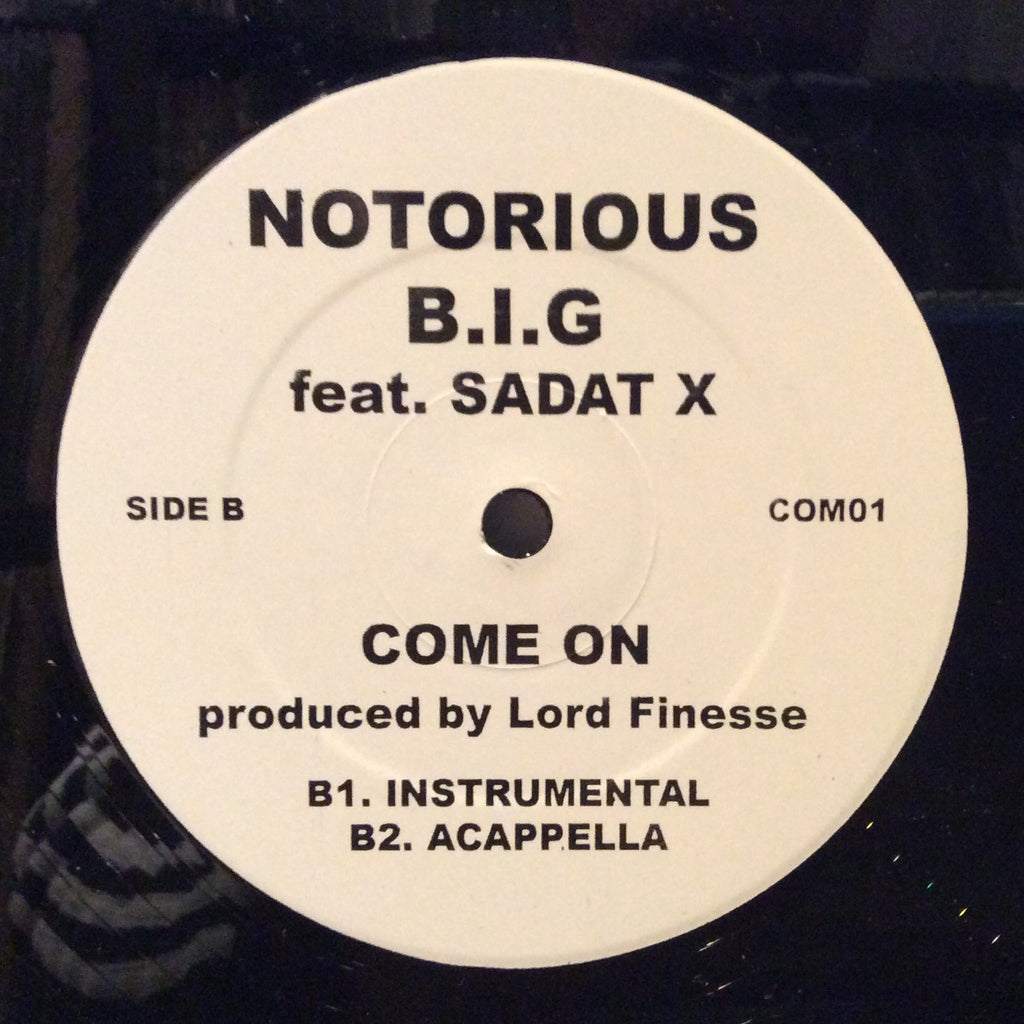 NOTORIOUS
B.I.G
feat. SADAT X
SIDE B
COM01
COME ON
produced by Lord Finesse
B1. INSTRUMENTAL
B2. ACAPPELLA